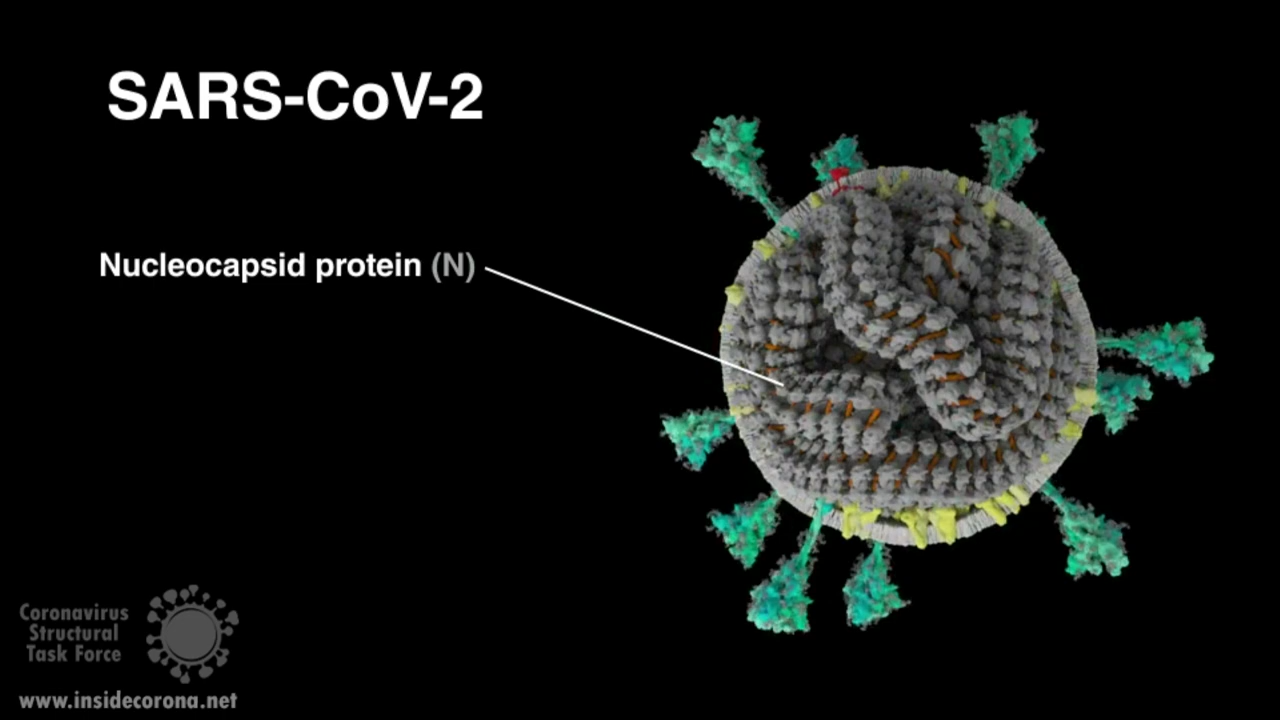 SARS-CoV-2
Nucleocapsid protein (N)
Coronavirus
Structural
Task Force
www.insidecorona.net